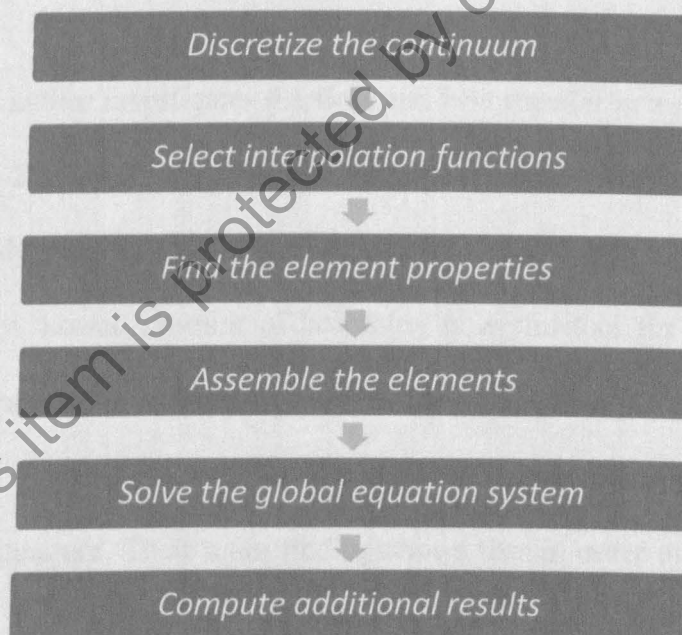 Discretize the continuum
Select interpolation functions
Find the element properties
Assemble the elements
Solve the global equation system
Compute additional results
item is protected by